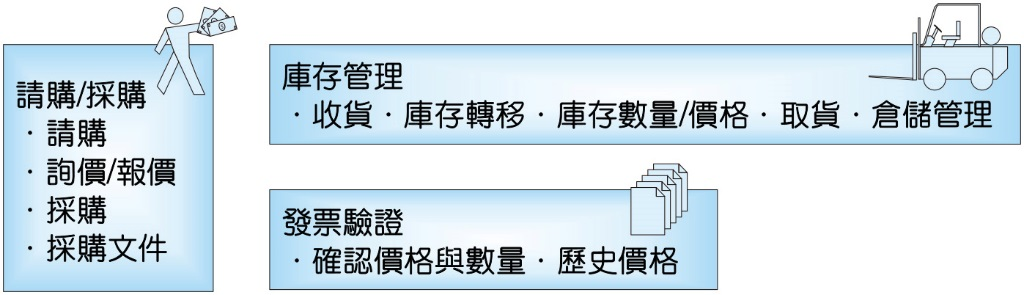 請購/採購
・請購
・詢價/報價
・採購
・採購文件
庫存管理
・收貨・庫存轉移・庫存數量/價格・取貨・倉儲管理
發票驗證
・確認價格與數量・歷史價格